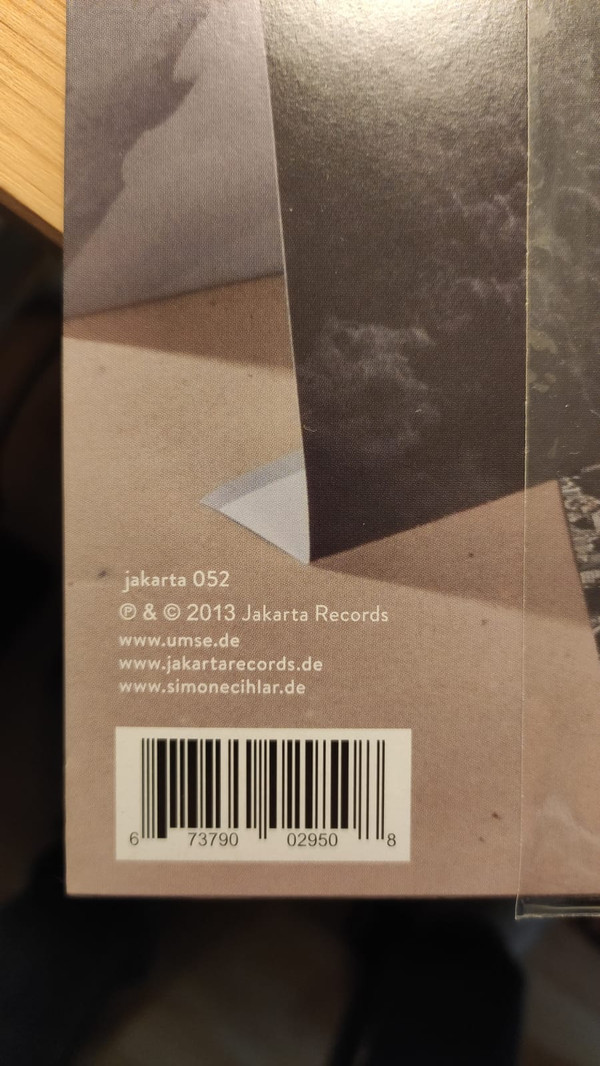 jakarta 052
℗ & © 2013 Jakarta Records
www.umse.de
www.jakartarecords.de
www.simonecihlar.de
6 73790 02950 8